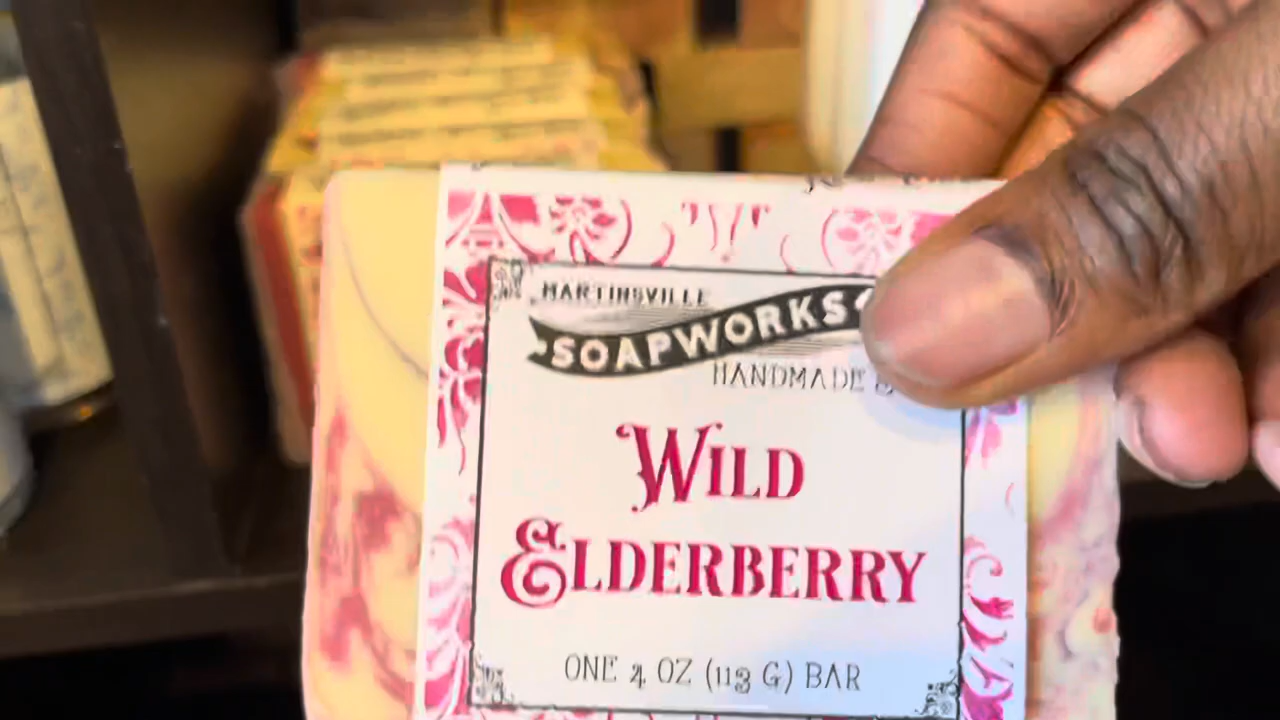 MARTINSVILLE
SOAPWORKS
HANDMADE
WILD
ELDERBERRY
ONE 4 OZ (113 G) BAR